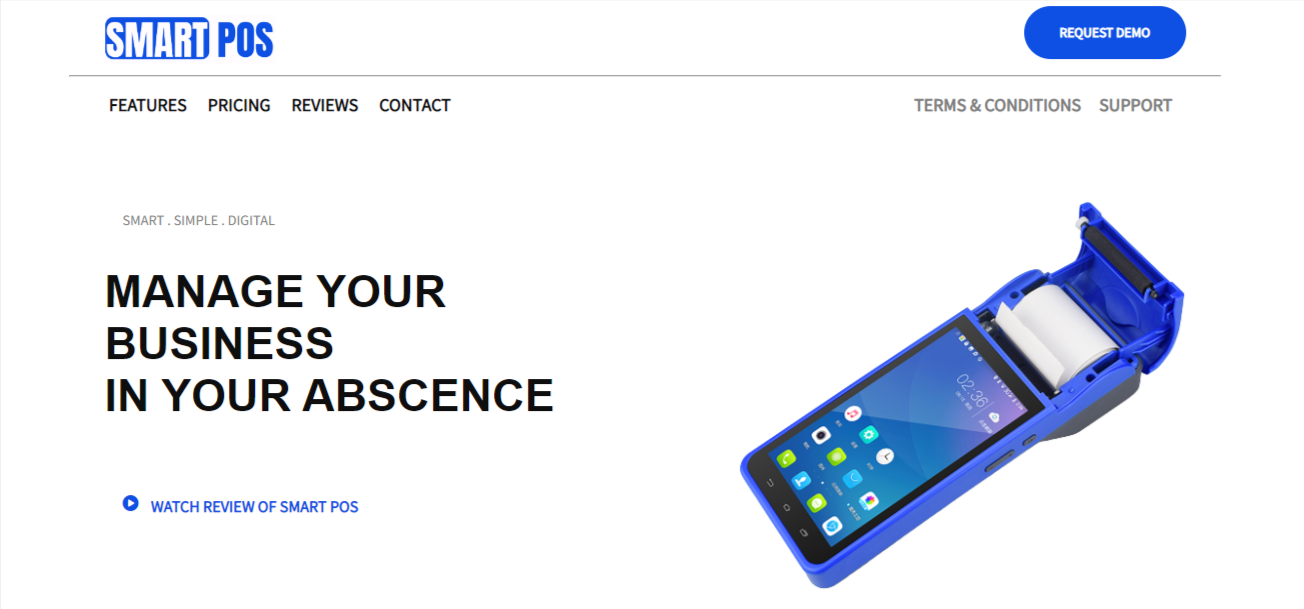 SMART POS
REQUEST DEMO
FEATURES PRICING REVIEWS CONTACT
TERMS & CONDITIONS SUPPORT
SMART . SIMPLE . DIGITAL
MANAGE YOUR
BUSINESS
IN YOUR ABSCENCE
WATCH REVIEW OF SMART POS
02:36